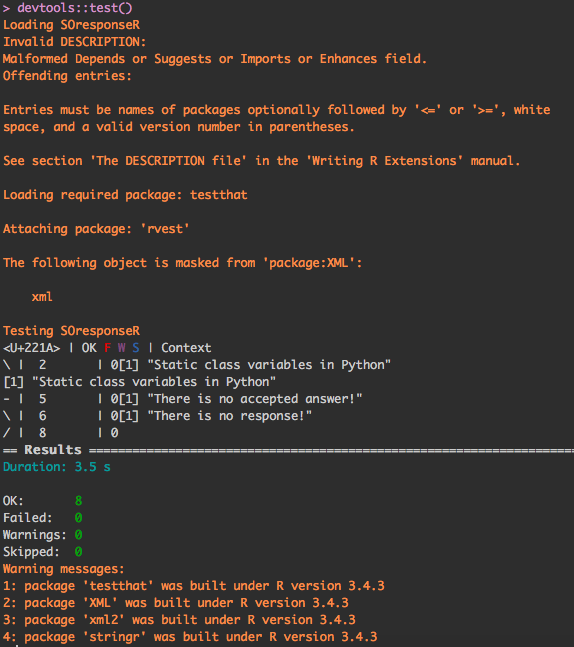 > devtools::test()
Loading SOresponseR
Invalid DESCRIPTION:
Malformed Depends or Suggests or Imports or Enhances field.
Offending entries:
Entries must be names of packages optionally followed by '<=' or '>=', white
space, and a valid version number in parentheses.
See section 'The DESCRIPTION file' in the 'Writing R Extensions' manual.
Loading required package: testthat
Attaching package: 'rvest'
The following object is masked from 'package:XML':
xml
Testing SOresponseR
<U+221A> | OK F W S | Context
\ | 2 | 0[1] "Static class variables in Python"
[1] "Static class variables in Python"
- | 5 | 0[1] "There is no accepted answer!"
\ | 6 | 0[1] "There is no response!"
/ | 8 | 0
== Results =====================================================================
Duration: 3.5 s
OK: 8
Failed: 0
Warnings: 0
Skipped: 0
Warning messages:
1: package 'testthat' was built under R version 3.4.3
2: package 'XML' was built under R version 3.4.3
3: package 'xml2' was built under R version 3.4.3
4: package 'stringr' was built under R version 3.4.3